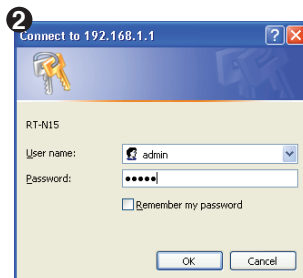 2
Connect to 192.168.1.1
RT-N15
User name: admin
Password: •••••
Remember my password
OK Cancel